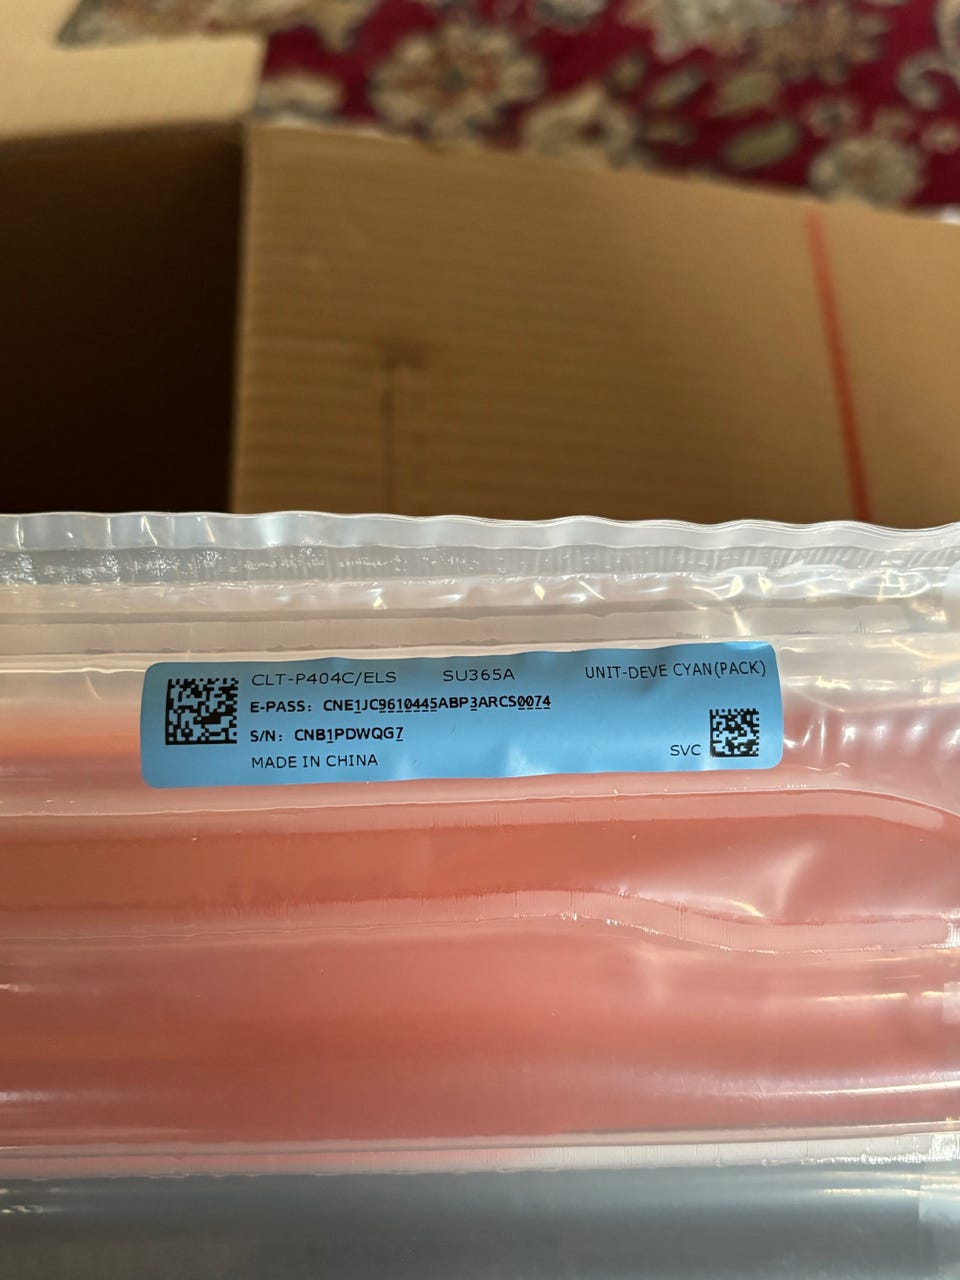 CLT-P404C/ELS SU365A UNIT-DEVE CYAN(PACK)
E-PASS: CNE1JC9610445ABP3ARCS0074
S/N: CNB1PDWQG7
MADE IN CHINA SVC